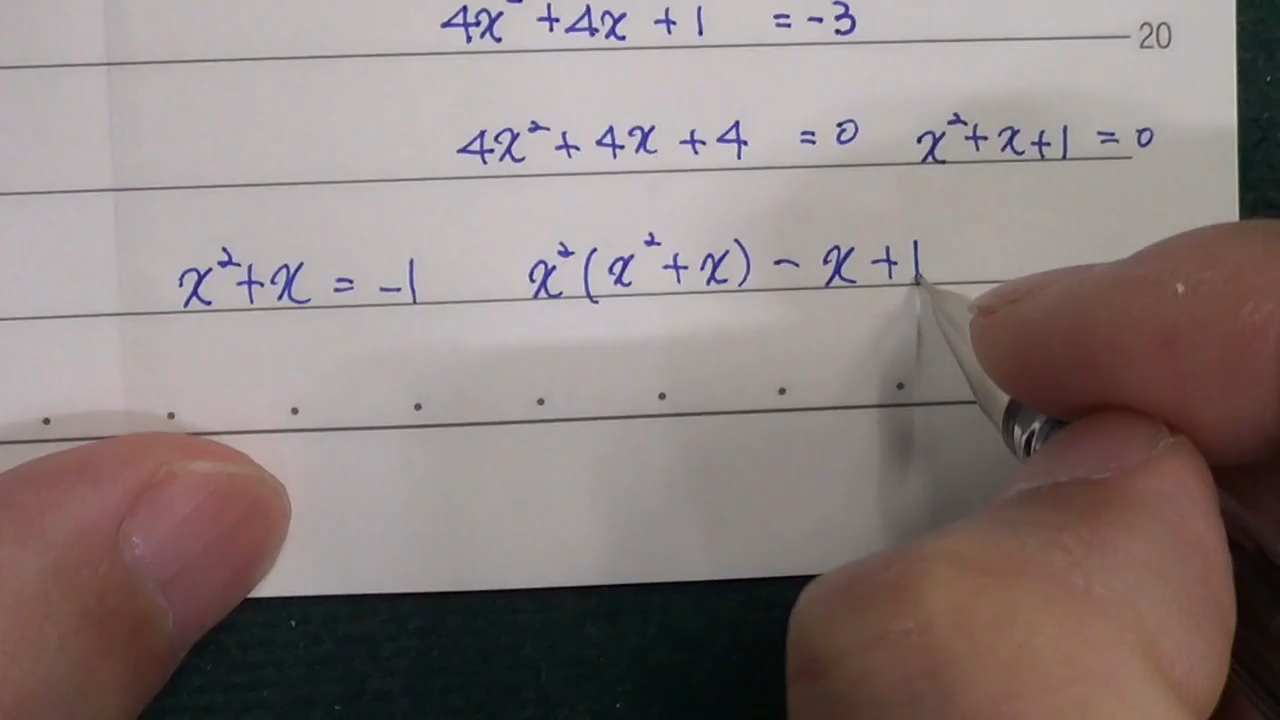 4x² +4x +1 = -3
20
4x² + 4x + 4 = 0 x²+x+1 = 0
x²+x = -1 x²(x²+x) - x +1